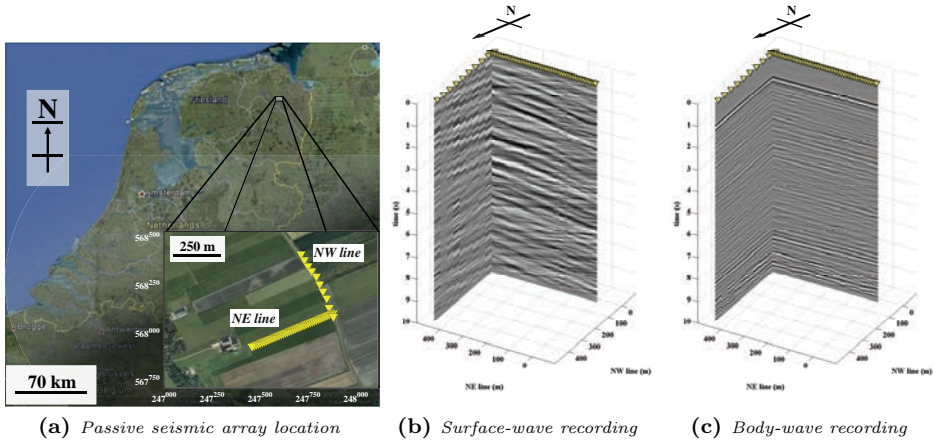 N
Friesland
Amsterdam
Netherlands
Brugge
70 km
250 m
NW line
NE line
568 500
568 250
568 000
567 750
247 000
247 250
247 500
247 750
248 000
(a) Passive seismic array location
N
0
1
2
3
4
5
6
7
8
9
10
time (s)
400
300
200
100
0
NE line (m)
400
300
200
100
0
NW line (m)
(b) Surface-wave recording
N
0
1
2
3
4
5
6
7
8
9
10
time (s)
400
300
200
100
0
NE line (m)
400
300
200
100
0
NW line (m)
(c) Body-wave recording